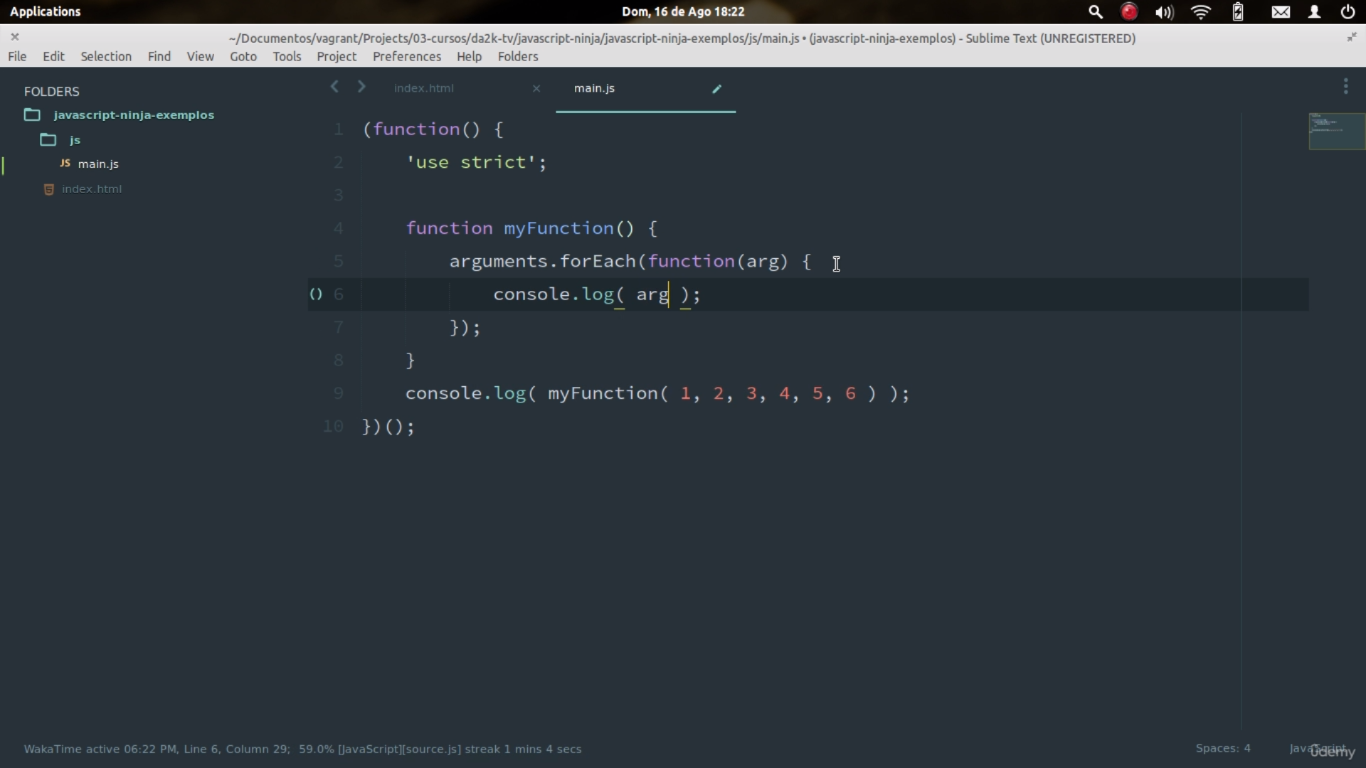 Applications
Dom, 16 de Ago 18:22
~/Documentos/vagrant/Projects/03-cursos/da2k-tv/javascript-ninja/javascript-ninja-exemplos/js/main.js • (javascript-ninja-exemplos) - Sublime Text (UNREGISTERED)
File Edit Selection Find View Goto Tools Project Preferences Help Folders
FOLDERS
javascript-ninja-exemplos
js
JS main.js
index.html
index.html
main.js
1 (function() {
2 'use strict';
3
4 function myFunction() {
5 arguments.forEach(function(arg) {
() 6 console.log( arg );
7 });
8 }
9 console.log( myFunction( 1, 2, 3, 4, 5, 6 ) );
10 })();
WakaTime active 06:22 PM, Line 6, Column 29; 59.0% [JavaScript][source.js] streak 1 mins 4 secs
Spaces: 4
JavaScript
ûdemy